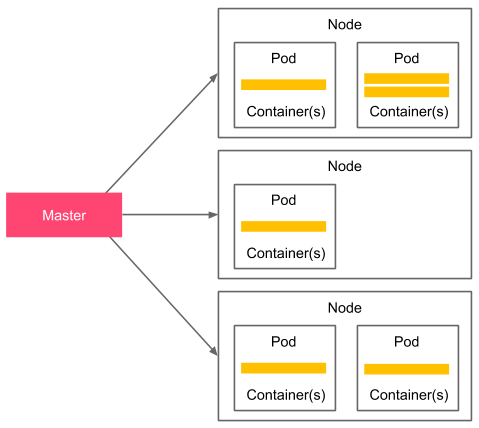 Node
Pod
Container(s)
Pod
Container(s)
Node
Pod
Container(s)
Master
Node
Pod
Container(s)
Pod
Container(s)